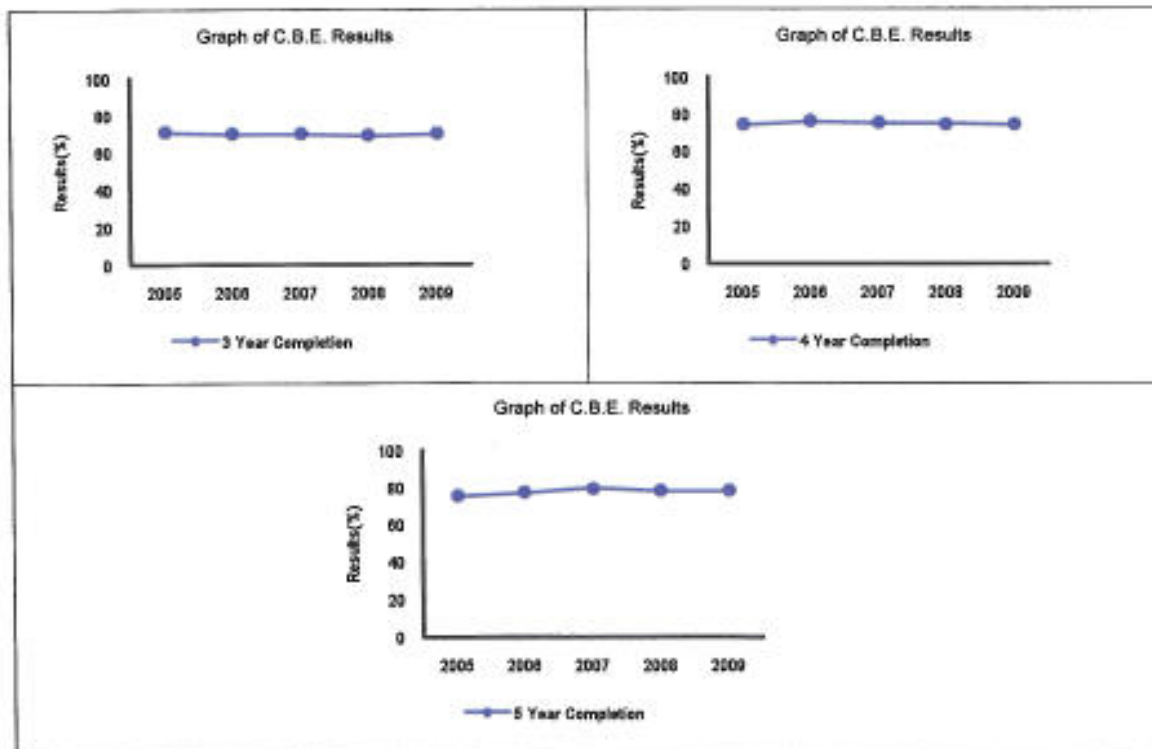 Graph of C.B.E. Results
100
80
60
40
20
0
Results(%)
2005 2006 2007 2008 2009
3 Year Completion
Graph of C.B.E. Results
100
80
60
40
20
0
Results(%)
2005 2006 2007 2008 2009
4 Year Completion
Graph of C.B.E. Results
100
80
60
40
20
0
Results(%)
2005 2006 2007 2008 2009
5 Year Completion